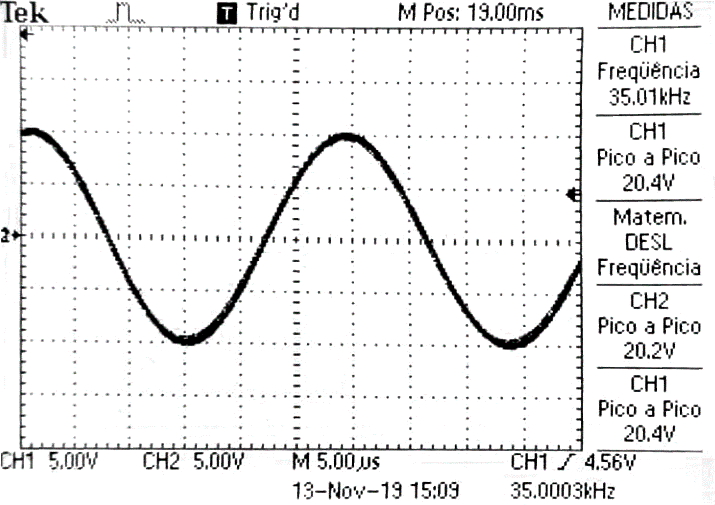 Tek T Trig'd M Pos: 19.00ms MEDIDAS
CH1
Freqüência
35.01kHz
CH1
Pico a Pico
20.4V
Matem.
DESL
Freqüência
CH2
Pico a Pico
20.2V
CH1
Pico a Pico
20.4V
2
CH1 5.00V CH2 5.00V M 5.00µs CH1 / 4.56V
13-Nov-19 15:09 35.0003kHz